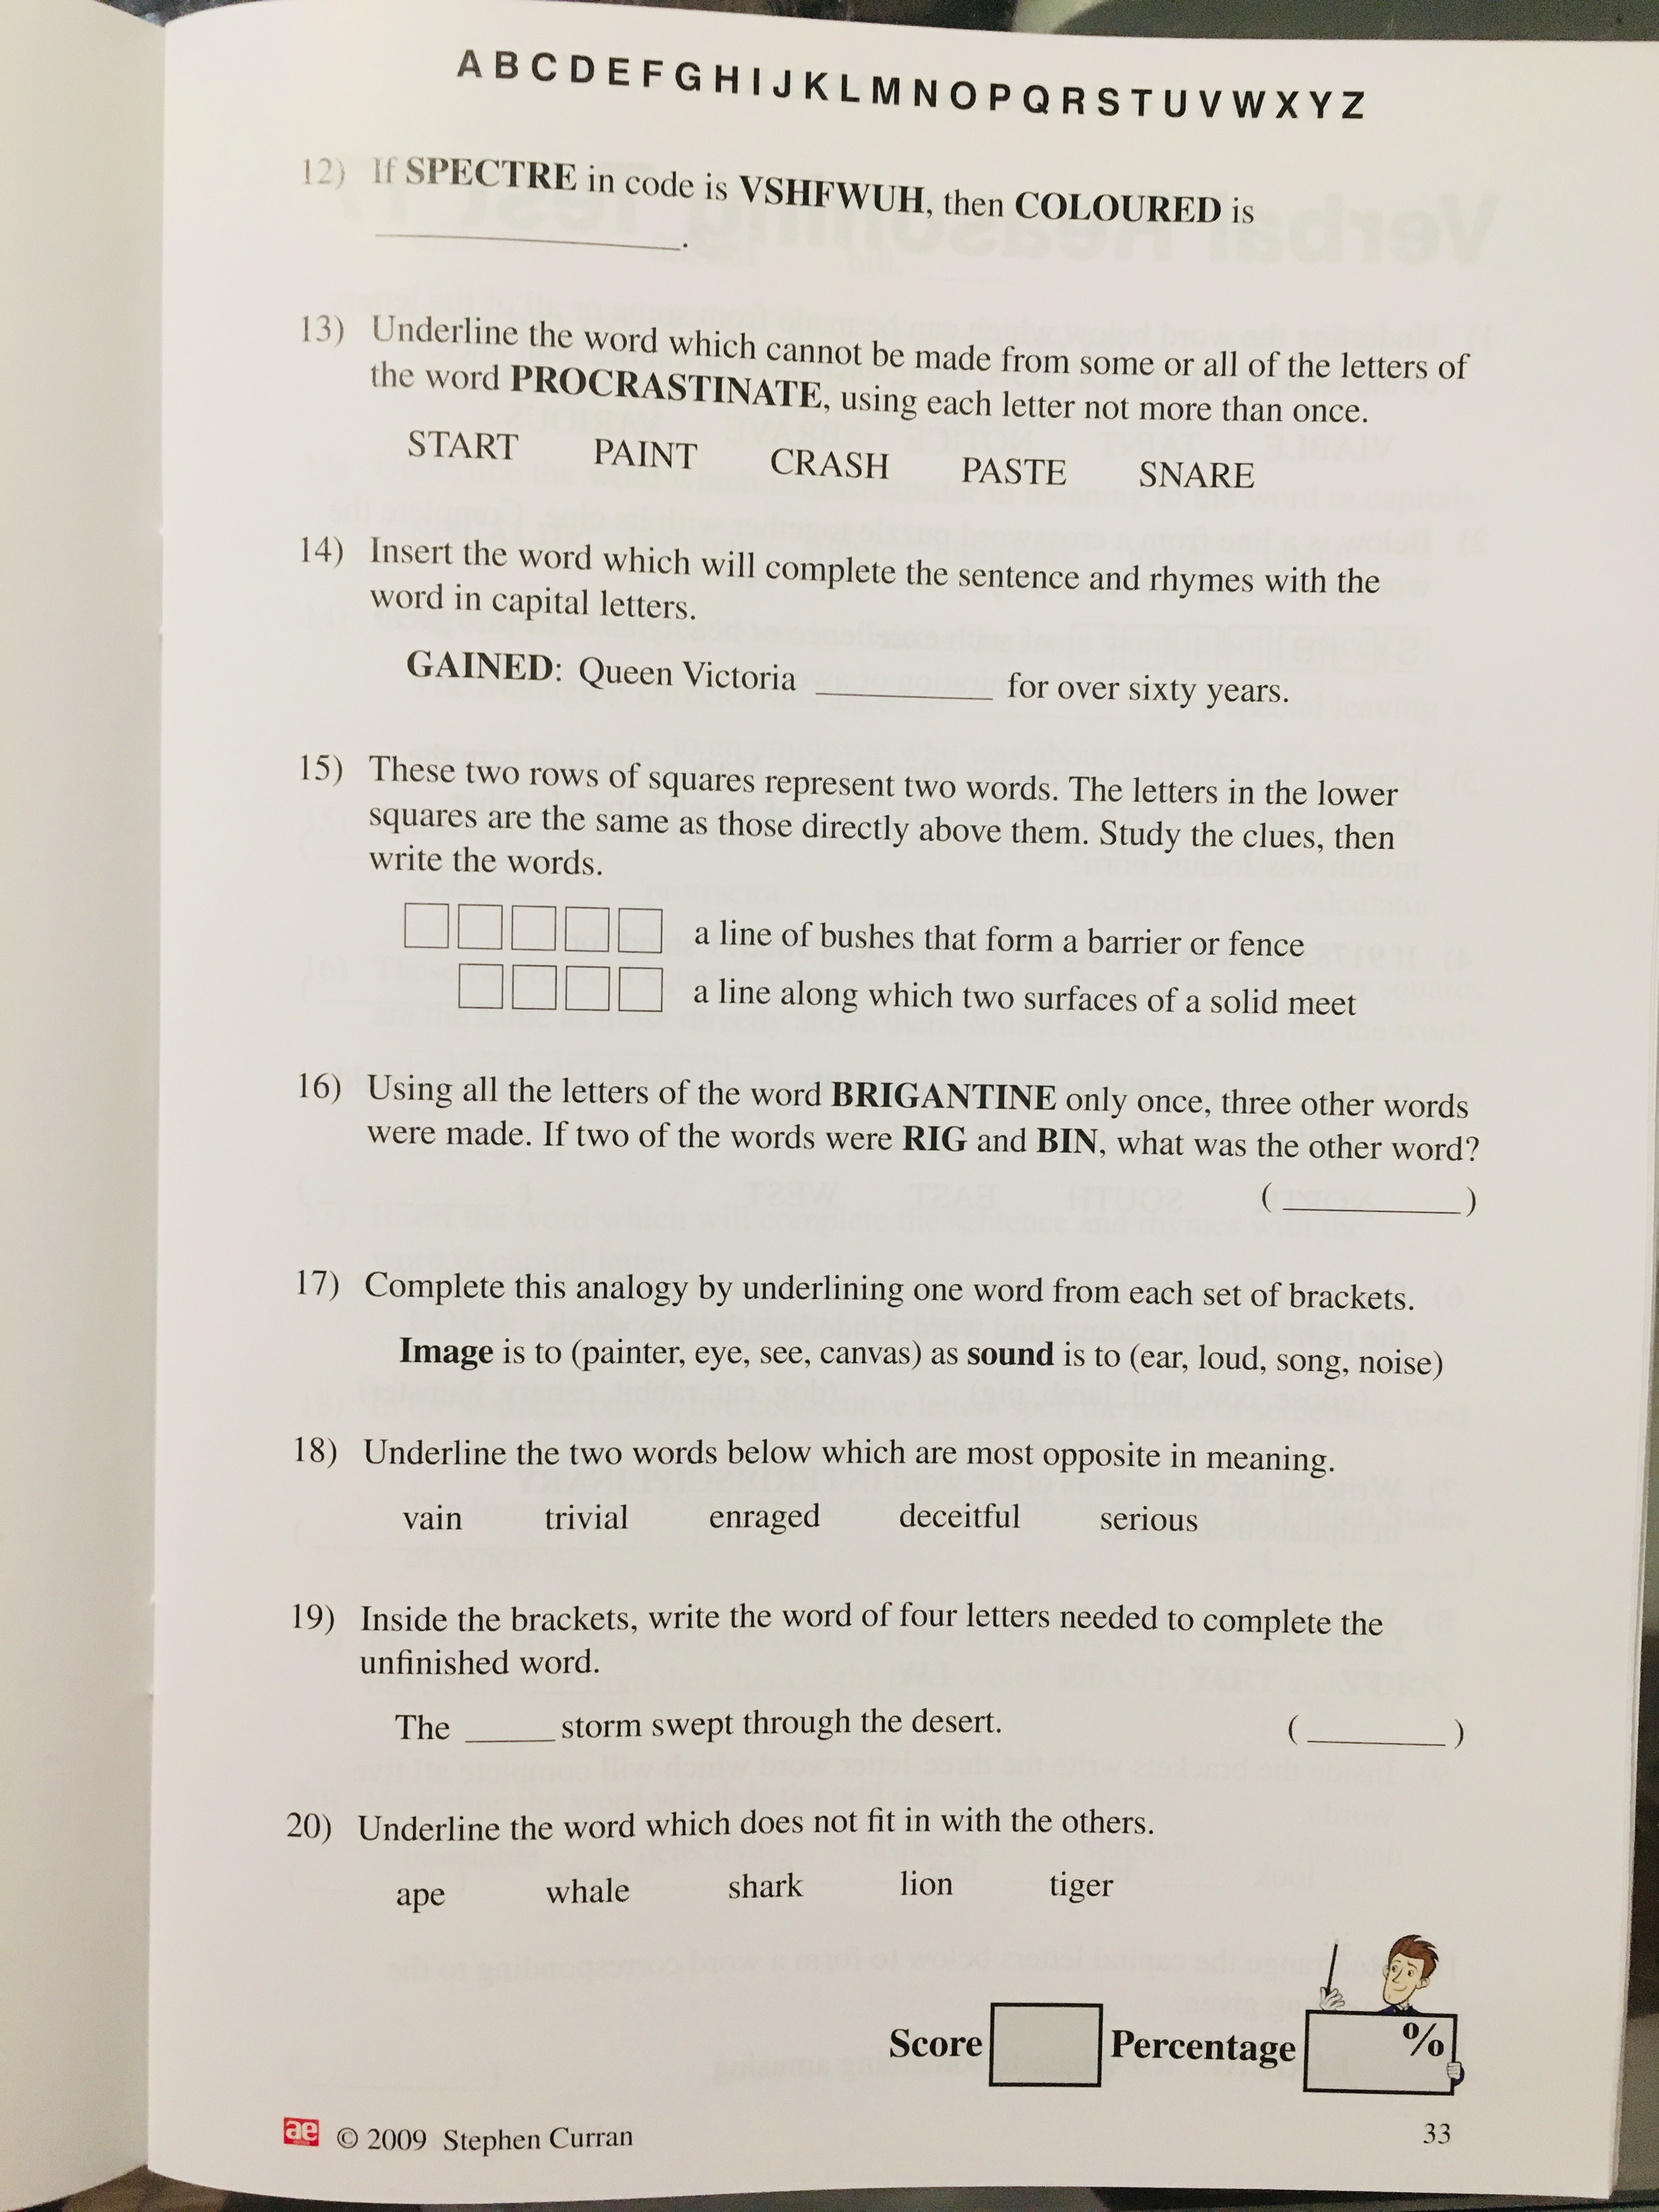 A B C D E F G H I J K L M N O P Q R S T U V W X Y Z
12) If SPECTRE in code is VSHFWUH, then COLOURED is
____________.
13) Underline the word which cannot be made from some or all of the letters of
the word PROCRASTINATE, using each letter not more than once.
START PAINT CRASH PASTE SNARE
14) Insert the word which will complete the sentence and rhymes with the
word in capital letters.
GAINED: Queen Victoria ________ for over sixty years.
15) These two rows of squares represent two words. The letters in the lower
squares are the same as those directly above them. Study the clues, then
write the words.
a line of bushes that form a barrier or fence
a line along which two surfaces of a solid meet
16) Using all the letters of the word BRIGANTINE only once, three other words
were made. If two of the words were RIG and BIN, what was the other word?
(________)
17) Complete this analogy by underlining one word from each set of brackets.
Image is to (painter, eye, see, canvas) as sound is to (ear, loud, song, noise)
18) Underline the two words below which are most opposite in meaning.
vain trivial enraged deceitful serious
19) Inside the brackets, write the word of four letters needed to complete the
unfinished word.
The ____ storm swept through the desert. (______)
20) Underline the word which does not fit in with the others.
ape whale shark lion tiger
Score Percentage %
ae © 2009 Stephen Curran 33